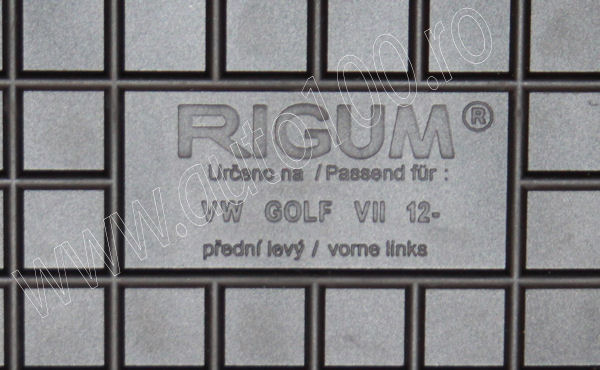 RIGUM®
Určeno na / Passend für :
VW GOLF VII 12-
přední levý / vorne links
www.auto100.ro